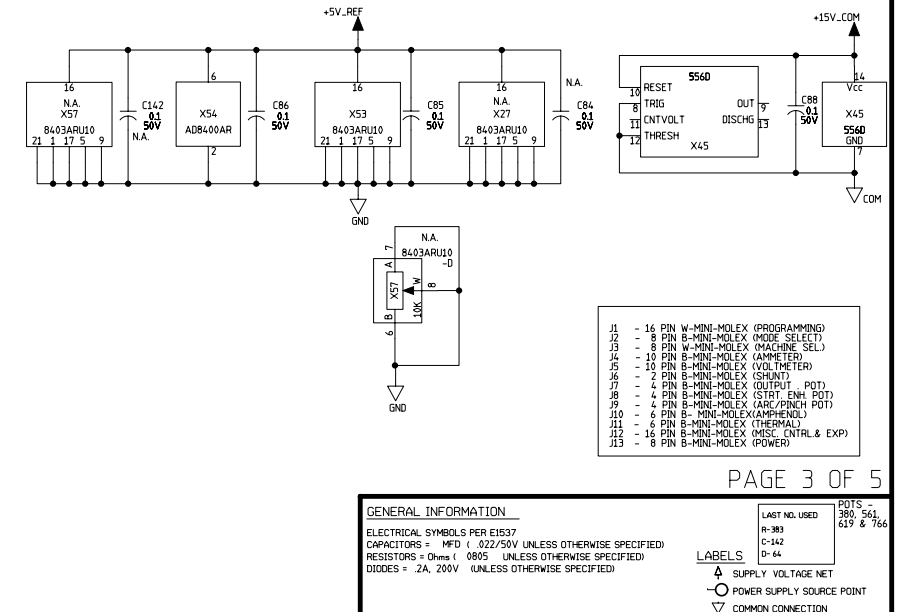 +5V_REF
16
N.A.
X57
8403ARU10
21 1 17 5 9
C142
0.1
50V
N.A.
6
X54
AD8400AR
2
C86
0.1
50V
16
X53
8403ARU10
21 1 17 5 9
C85
0.1
50V
16
N.A.
X27
8403ARU10
21 1 17 5 9
N.A.
C84
0.1
50V
GND
+15V_COM
556D
10 RESET
8 TRIG
11 CNTVOLT
12 THRESH
OUT 9
DISCHG 13
X45
C88
0.1
50V
14
Vcc
X45
556D
GND
7
COM
N.A.
8403ARU10
-D
7
A
X57
W
8
10K
B
6
GND
J1 - 16 PIN W-MINI-MOLEX (PROGRAMMING)
J2 - 8 PIN B-MINI-MOLEX (MODE SELECT)
J3 - 8 PIN W-MINI-MOLEX (MACHINE SEL.)
J4 - 10 PIN B-MINI-MOLEX (AMMETER)
J5 - 10 PIN B-MINI-MOLEX (VOLTMETER)
J6 - 2 PIN B-MINI-MOLEX (SHUNT)
J7 - 4 PIN B-MINI-MOLEX (OUTPUT . POT)
J8 - 4 PIN B-MINI-MOLEX (STRT. ENH. POT)
J9 - 4 PIN B-MINI-MOLEX (ARC/PINCH POT)
J10 - 6 PIN B- MINI-MOLEX(AMPHENOL)
J11 - 6 PIN B-MINI-MOLEX (THERMAL)
J12 - 16 PIN B-MINI-MOLEX (MISC. CNTRL.& EXP)
J13 - 8 PIN B-MINI-MOLEX (POWER)
PAGE 3 OF 5
GENERAL INFORMATION
ELECTRICAL SYMBOLS PER E1537
CAPACITORS = MFD ( .022/50V UNLESS OTHERWISE SPECIFIED)
RESISTORS = Ohms ( 0805 UNLESS OTHERWISE SPECIFIED)
DIODES = .2A, 200V (UNLESS OTHERWISE SPECIFIED)
LAST NO. USED
R-383
C-142
D-64
POTS -
380, 561,
619 & 766
LABELS
SUPPLY VOLTAGE NET
POWER SUPPLY SOURCE POINT
COMMON CONNECTION